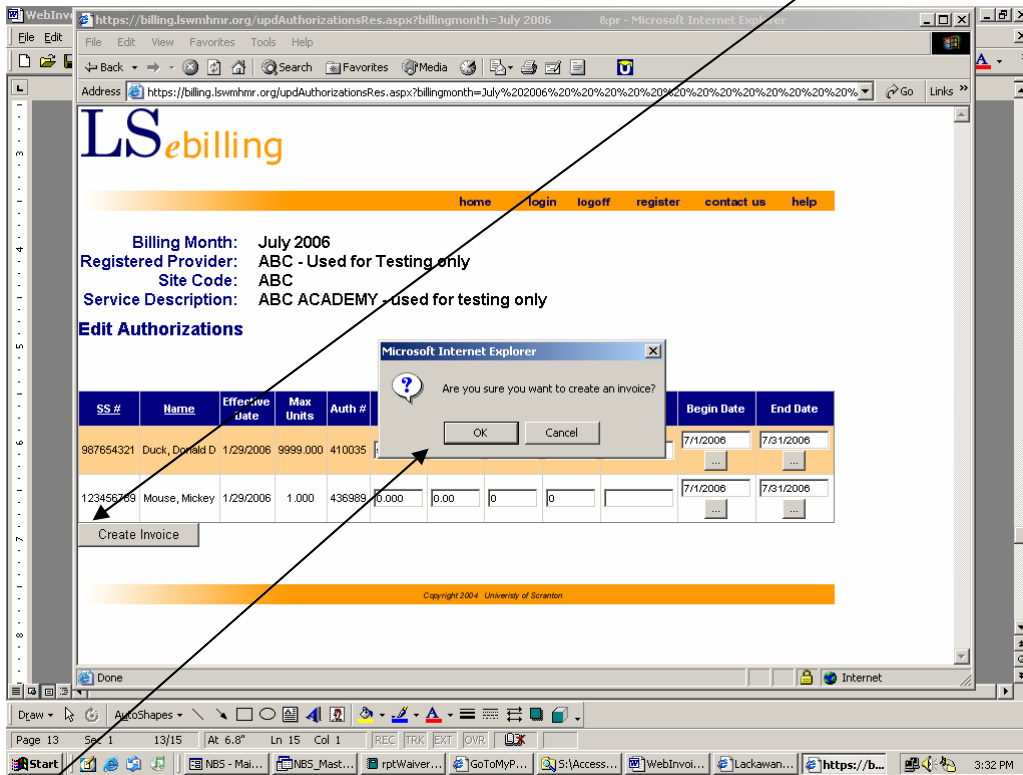 WebInv
https://billing.lswmhmr.org/updAuthorizationsRes.aspx?billingmonth=July 2006 &pr - Microsoft Internet Explorer
File Edit
File Edit View Favorites Tools Help
Back Search Favorites Media
Address https://billing.lswmhmr.org/updAuthorizationsRes.aspx?billingmonth=July%202006%20%20%20%20%20%20%20%20%20%20%20%20%20% Go Links »
LSebilling
home login logoff register contact us help
Billing Month: July 2006
Registered Provider: ABC - Used for Testing only
Site Code: ABC
Service Description: ABC ACADEMY - used for testing only
Edit Authorizations
Microsoft Internet Explorer
Are you sure you want to create an invoice?
OK Cancel
SS # Name Effective Date Max Units Auth # Begin Date End Date
987654321 Duck, Donald D 1/29/2006 9999.000 410035 7/1/2006 7/31/2006
... ...
123456789 Mouse, Mickey 1/29/2006 1.000 436989 0.000 0.00 0 0 7/1/2006 7/31/2006
... ...
Create Invoice
Copyright 2004 Univeristy of Scranton
Done Internet
Draw AutoShapes
Page 13 Sec 1 13/15 At 6.8" Ln 15 Col 1 REC TRK EXT OVR
Start NBS - Mai... NBS_Mast... rptWaiver... GoToMyP... S:\Access... WebInvoi... Lackawan... https://b... 3:32 PM